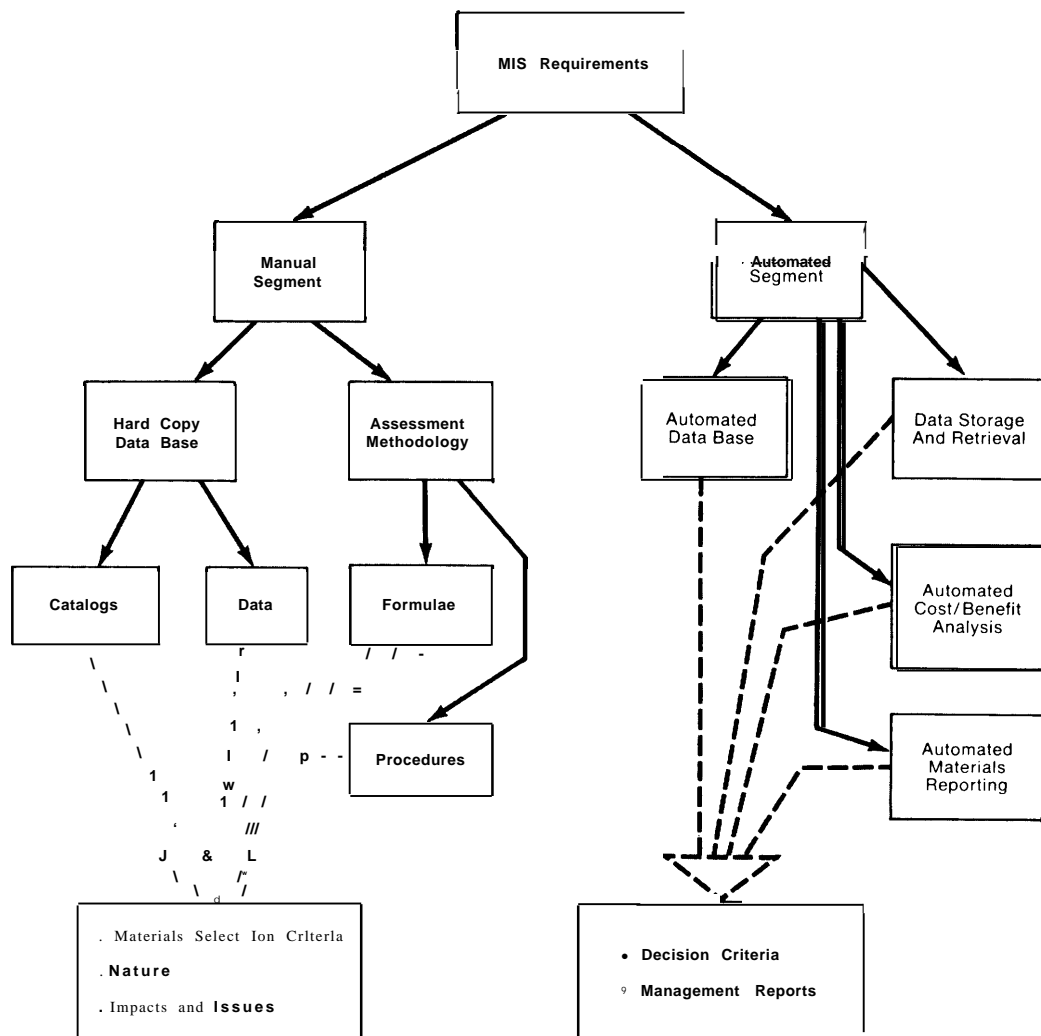 MIS Requirements
Manual
Segment
Automated
Segment
Hard Copy
Data Base
Assessment
Methodology
Automated
Data Base
Data Storage
And Retrieval
Catalogs
Data
Formulae
Automated
Cost/Benefit
Analysis
Procedures
Automated
Materials
Reporting
. Materials Select Ion Crlterla
. Nature
. Impacts and Issues
• Decision Criteria
9 Management Reports